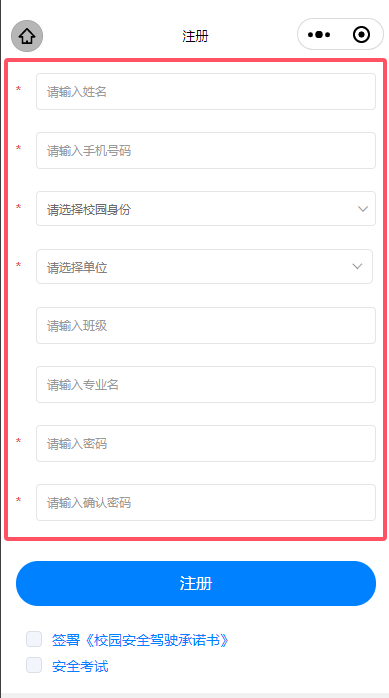 注册
* 请输入姓名
* 请输入手机号码
* 请选择校园身份
* 请选择单位
请输入班级
请输入专业名
* 请输入密码
* 请输入确认密码
注册
签署《校园安全驾驶承诺书》
安全考试